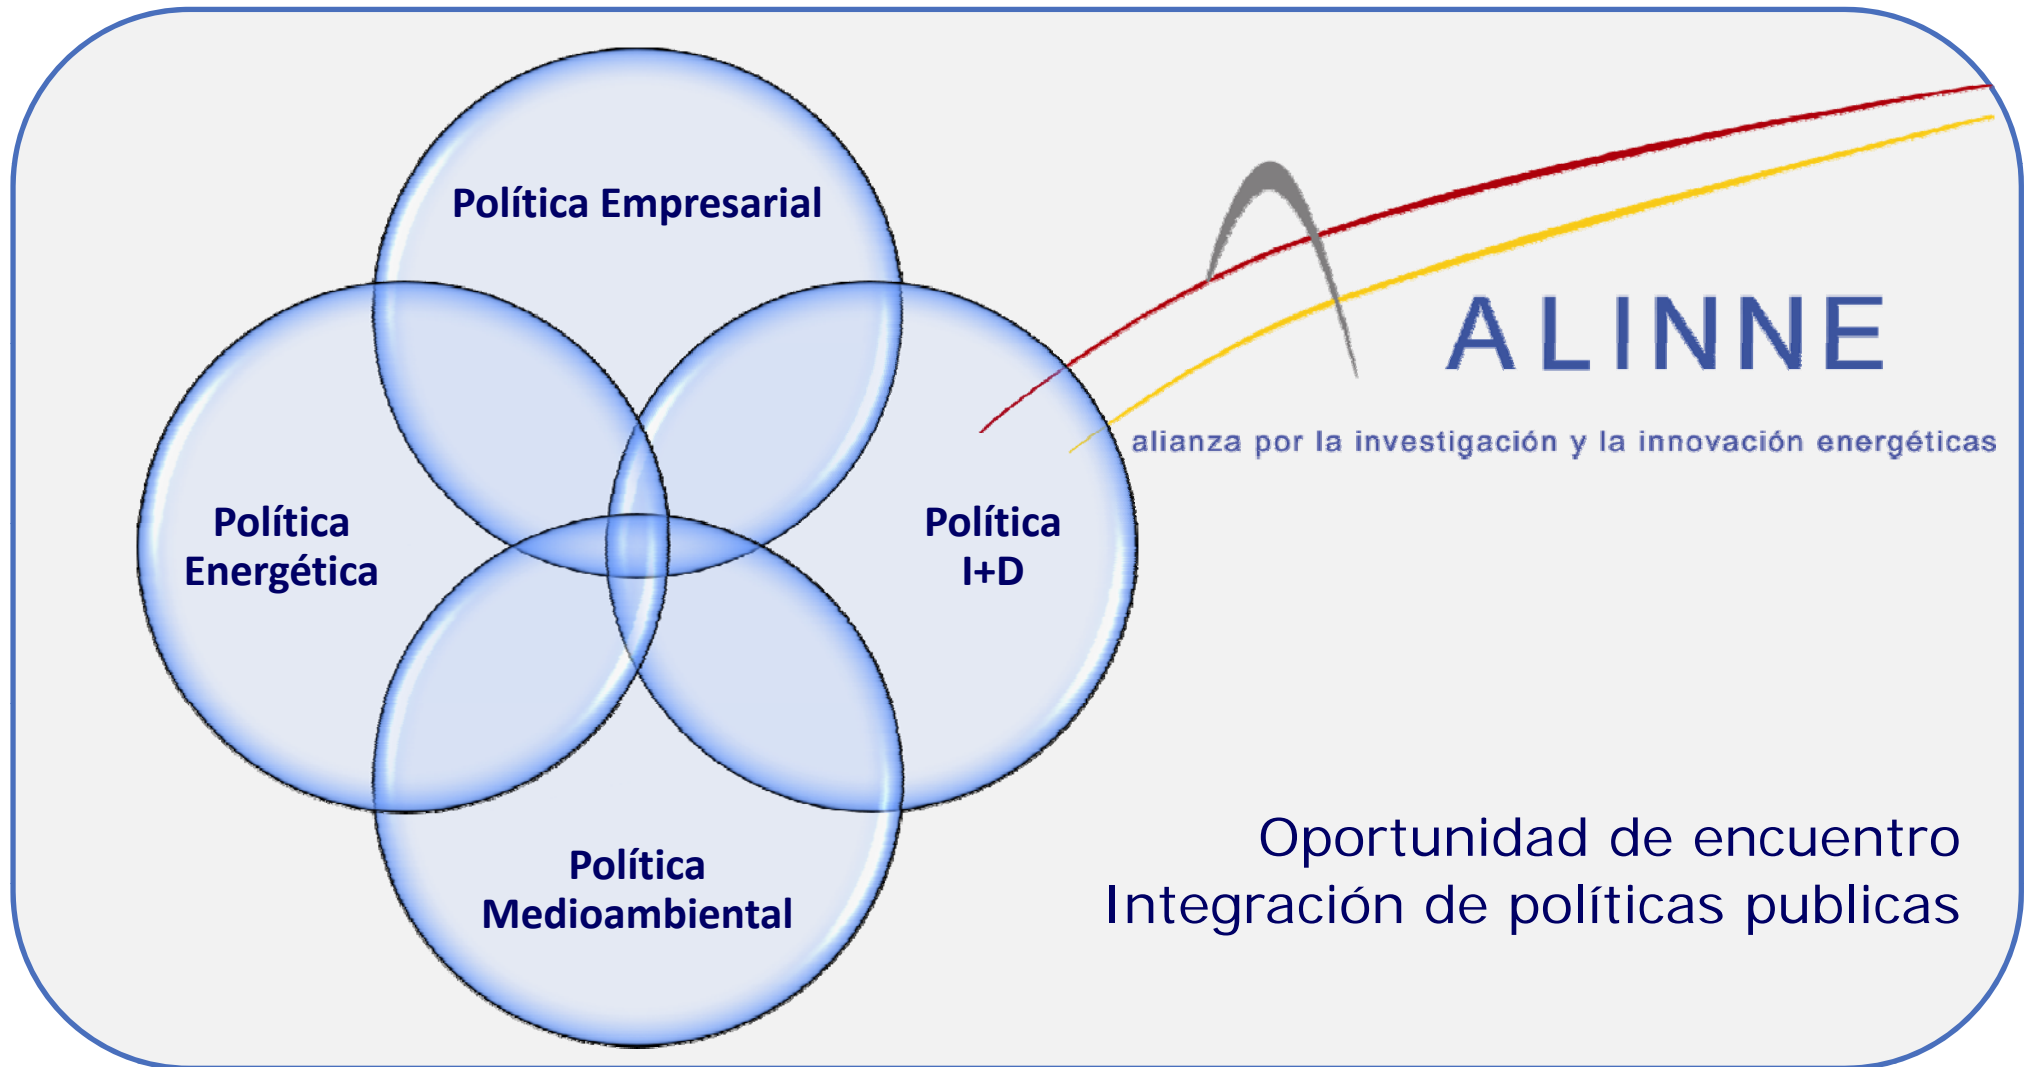 Política Empresarial
Política
Energética
Política
I+D
Política
Medioambiental
ALINNE
alianza por la investigación y la innovación energéticas
Oportunidad de encuentro
Integración de políticas publicas